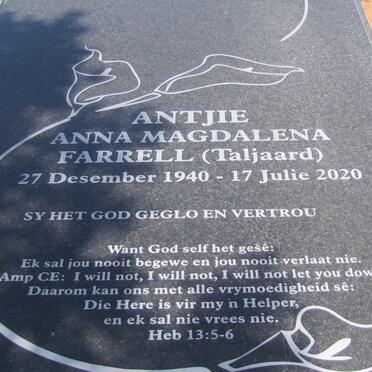 ANTJIE
ANNA MAGDALENA
FARRELL (Taljaard)
27 Desember 1940 - 17 Julie 2020
SY HET GOD GEGLO EN VERTROU
Want God self het gesê:
Ek sal jou nooit begewe en jou nooit verlaat nie.
Amp CE: I will not, I will not, I will not let you dow
Daarom kan ons met alle vrymoedigheid sê:
Die Here is vir my n Helper,
en ek sal nie vrees nie.
Heb 13:5-6